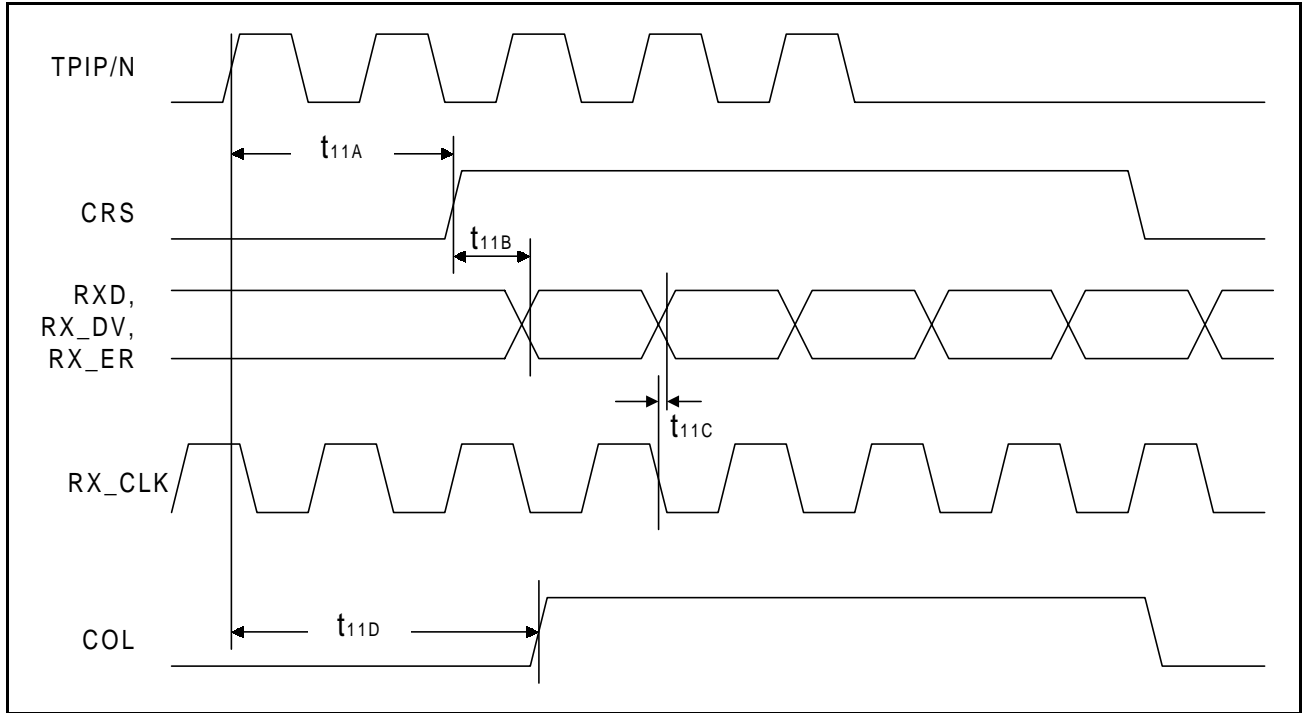 TPIP/N
t11A
CRS
t11B
RXD,
RX_DV,
RX_ER
t11C
RX_CLK
t11D
COL